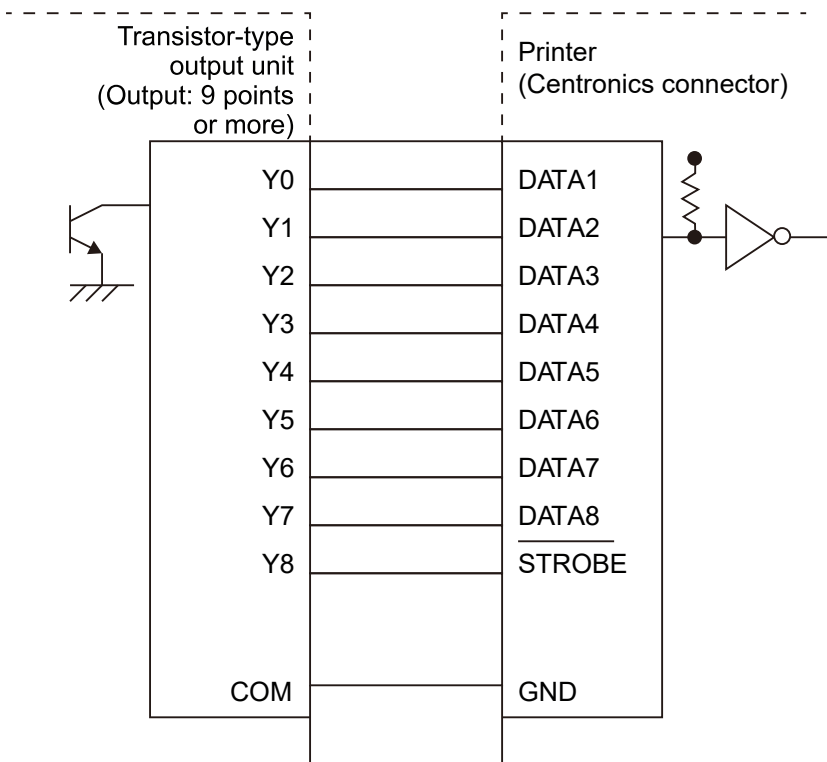 Transistor-type
output unit
(Output: 9 points
or more)
Printer
(Centronics connector)
Y0
DATA1
Y1
DATA2
Y2
DATA3
Y3
DATA4
Y4
DATA5
Y5
DATA6
Y6
DATA7
Y7
DATA8
Y8
STROBE
COM
GND